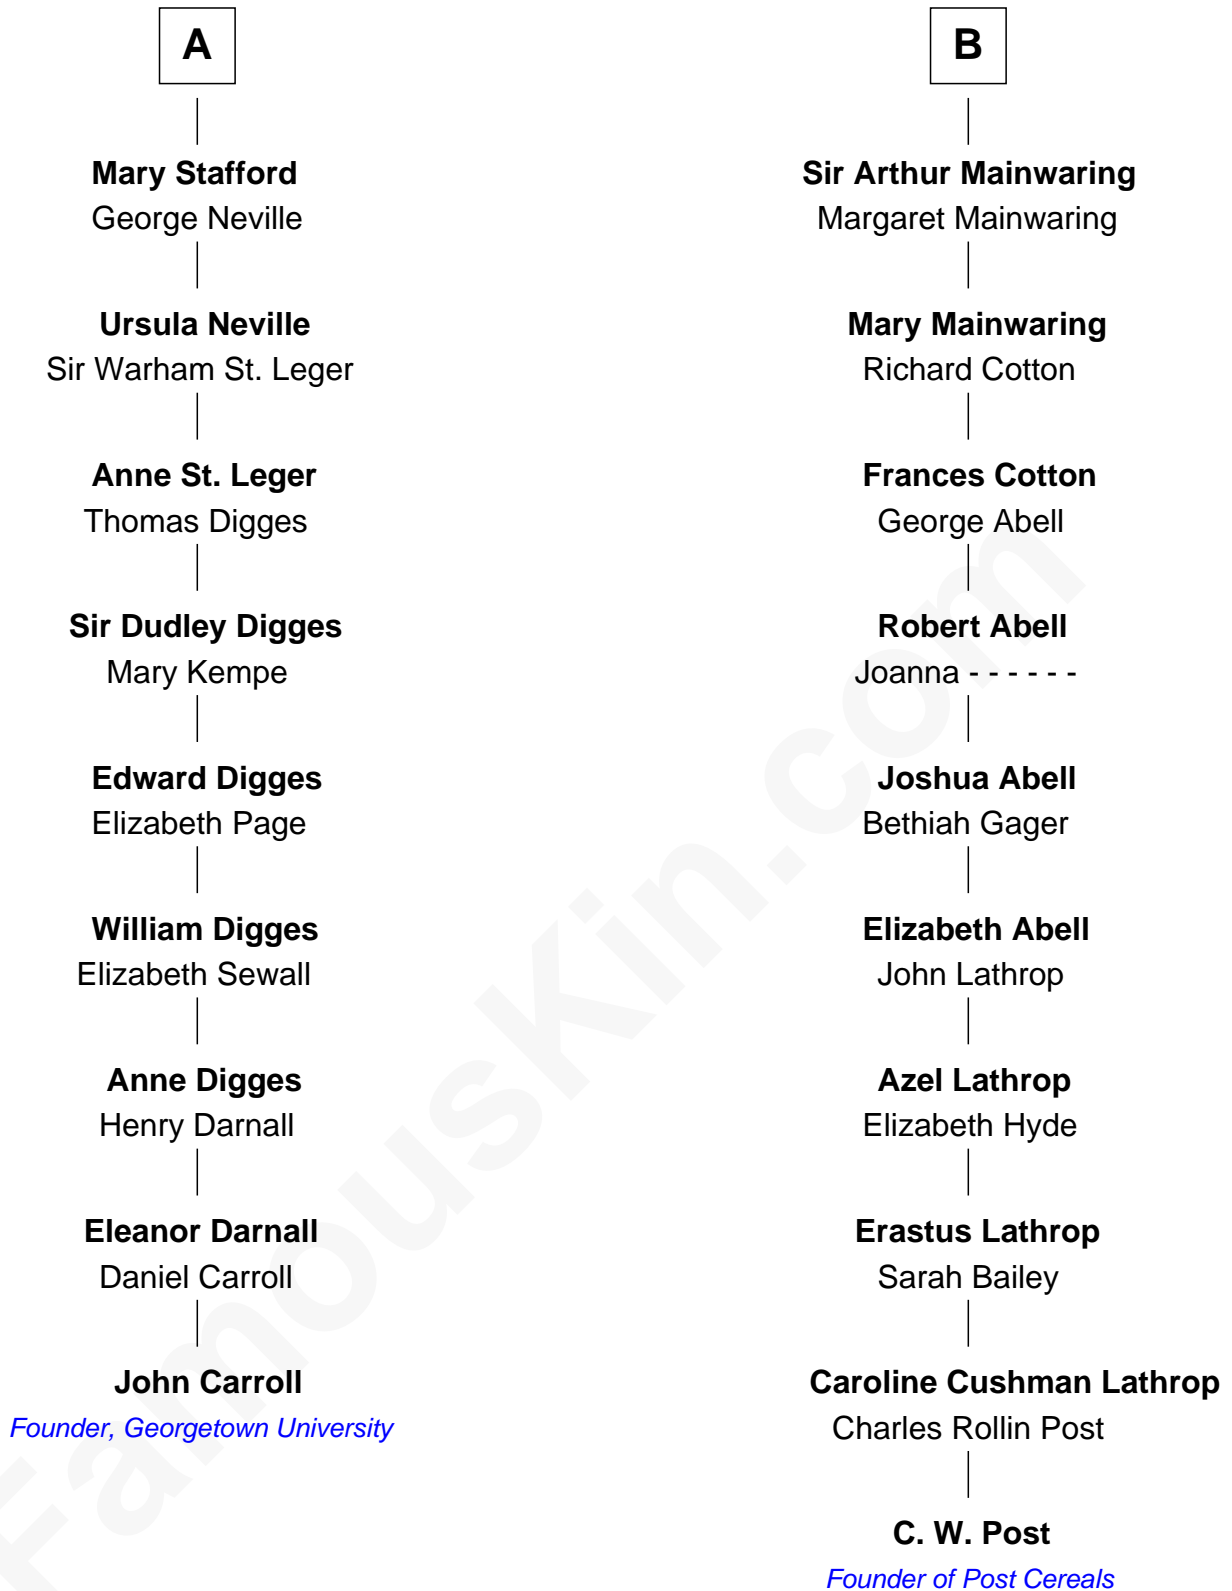 A
Mary Stafford
George Neville
Ursula Neville
Sir Warham St. Leger
Anne St. Leger
Thomas Digges
Sir Dudley Digges
Mary Kempe
Edward Digges
Elizabeth Page
William Digges
Elizabeth Sewall
Anne Digges
Henry Darnall
Eleanor Darnall
Daniel Carroll
John Carroll
Founder, Georgetown University
B
Sir Arthur Mainwaring
Margaret Mainwaring
Mary Mainwaring
Richard Cotton
Frances Cotton
George Abell
Robert Abell
Joanna - - - - - -
Joshua Abell
Bethiah Gager
Elizabeth Abell
John Lathrop
Azel Lathrop
Elizabeth Hyde
Erastus Lathrop
Sarah Bailey
Caroline Cushman Lathrop
Charles Rollin Post
C. W. Post
Founder of Post Cereals
FamousKin.com